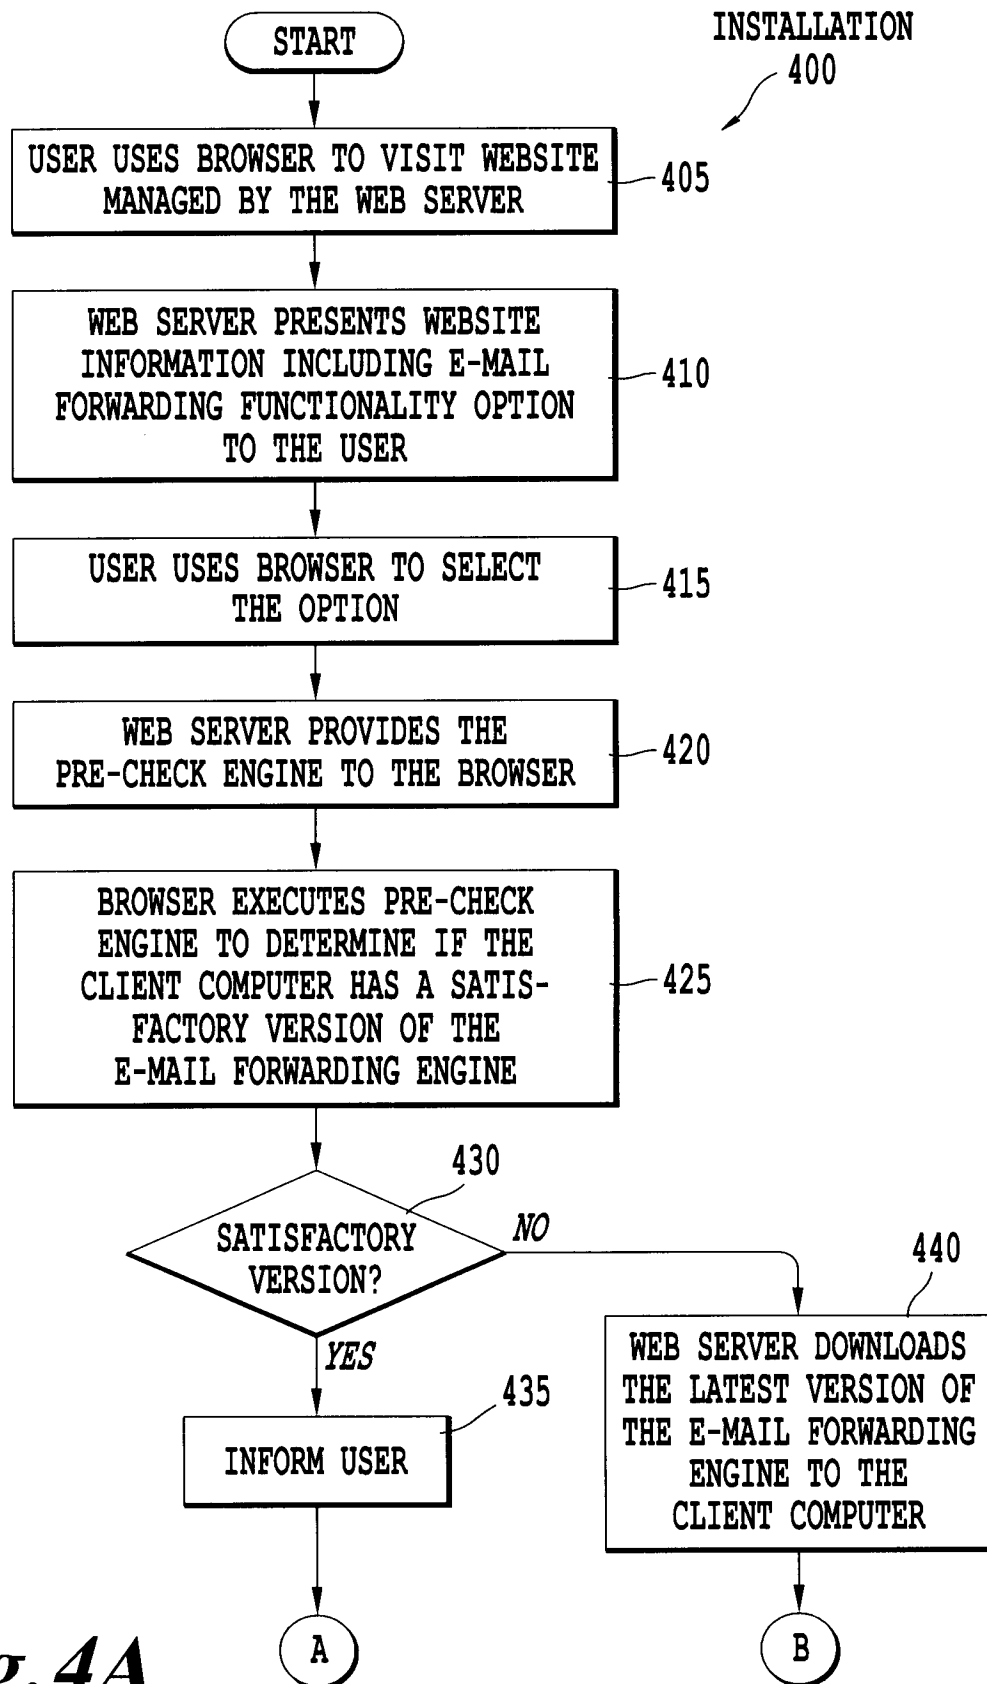 START
INSTALLATION
400
USER USES BROWSER TO VISIT WEBSITE
MANAGED BY THE WEB SERVER
405
WEB SERVER PRESENTS WEBSITE
INFORMATION INCLUDING E-MAIL
FORWARDING FUNCTIONALITY OPTION
TO THE USER
410
USER USES BROWSER TO SELECT
THE OPTION
415
WEB SERVER PROVIDES THE
PRE-CHECK ENGINE TO THE BROWSER
420
BROWSER EXECUTES PRE-CHECK
ENGINE TO DETERMINE IF THE
CLIENT COMPUTER HAS A SATIS-
FACTORY VERSION OF THE
E-MAIL FORWARDING ENGINE
425
430
SATISFACTORY
VERSION?
NO
YES
440
WEB SERVER DOWNLOADS
THE LATEST VERSION OF
THE E-MAIL FORWARDING
ENGINE TO THE
CLIENT COMPUTER
435
INFORM USER
A
B
g. 4A